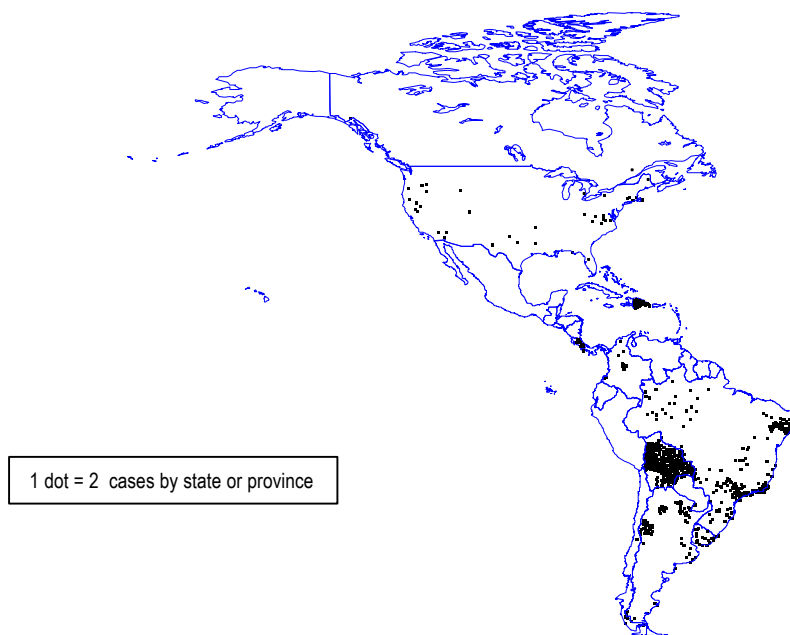 1 dot = 2 cases by state or province